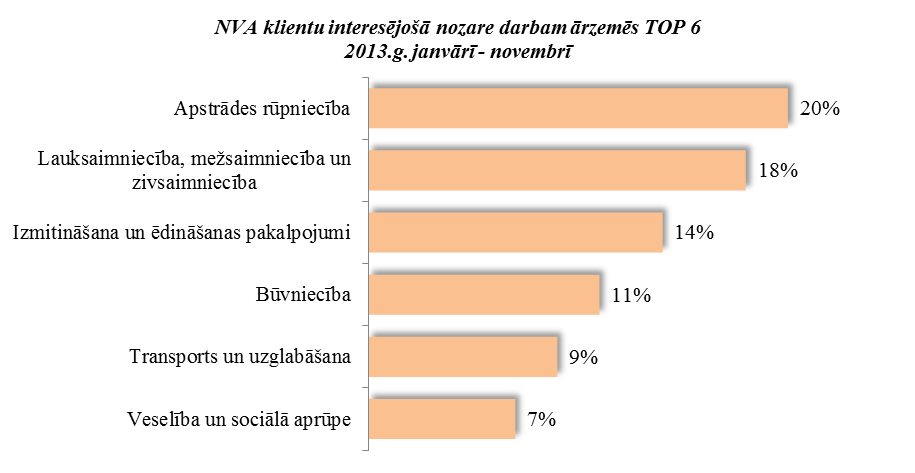 NVA klientu interesējošā nozare darbam ārzemēs TOP 6
2013.g. janvārī - novembrī
Apstrādes rūpniecība
20%
Lauksaimniecība, mežsaimniecība un
zivsaimniecība
18%
Izmitināšana un ēdināšanas pakalpojumi
14%
Būvniecība
11%
Transports un uzglabāšana
9%
Veselība un sociālā aprūpe
7%